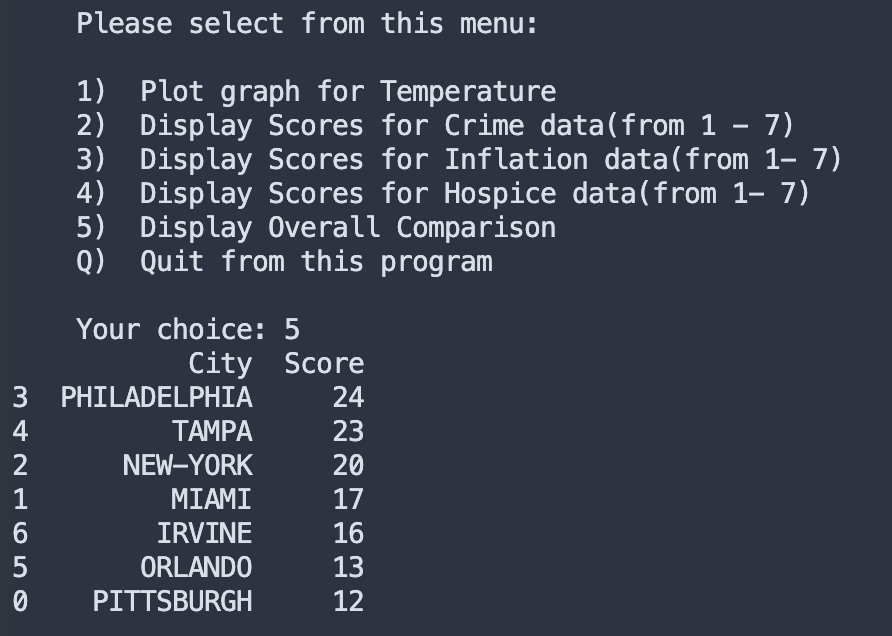 Please select from this menu:
1)  Plot graph for Temperature
2)  Display Scores for Crime data(from 1 - 7)
3)  Display Scores for Inflation data(from 1- 7)
4)  Display Scores for Hospice data(from 1- 7)
5)  Display Overall Comparison
Q)  Quit from this program
Your choice: 5
City  Score
3  PHILADELPHIA     24
4         TAMPA     23
2      NEW-YORK     20
1         MIAMI     17
6        IRVINE     16
5       ORLANDO     13
0    PITTSBURGH     12